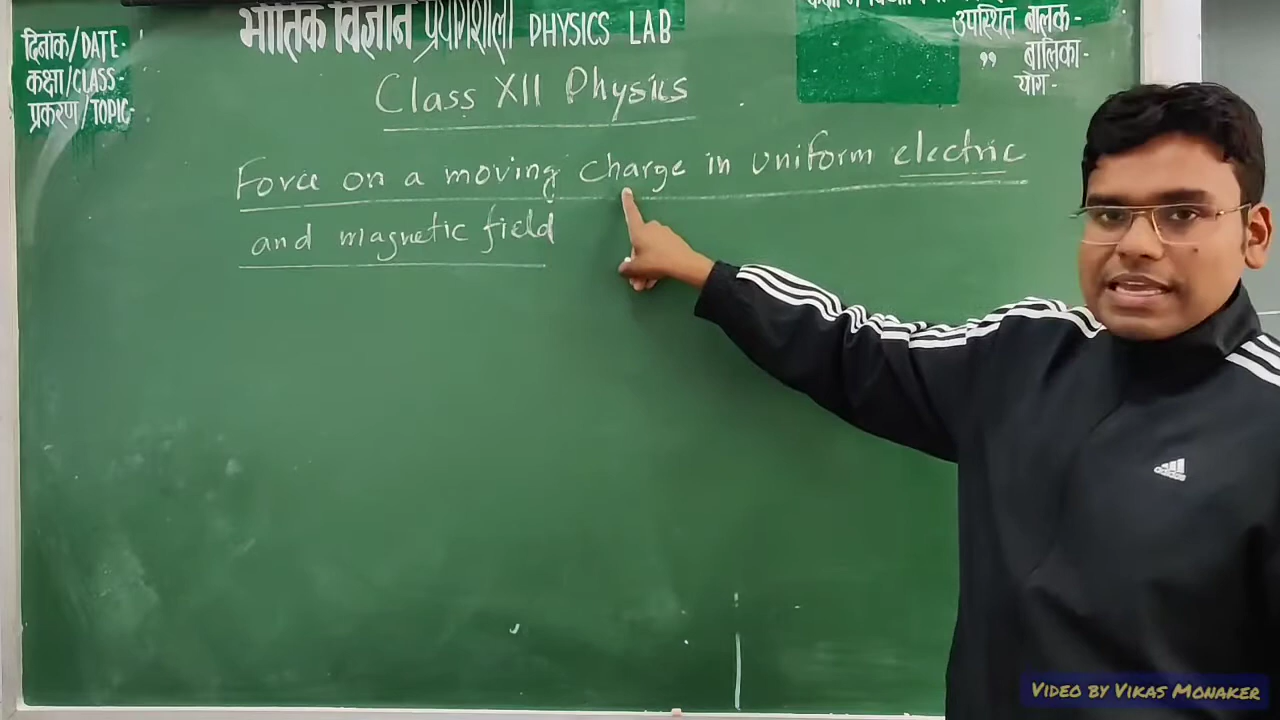 भौतिक विज्ञान प्रयोगशाला PHYSICS LAB
दिनांक/DATE-
कक्षा/CLASS-
प्रकरण/TOPIC-
उपस्थित बालक-
,, बालिका-
योग-
Class XII Physics
Force on a moving charge in uniform electric
and magnetic field
adidas
VIDEO BY VIKAS MONAKER